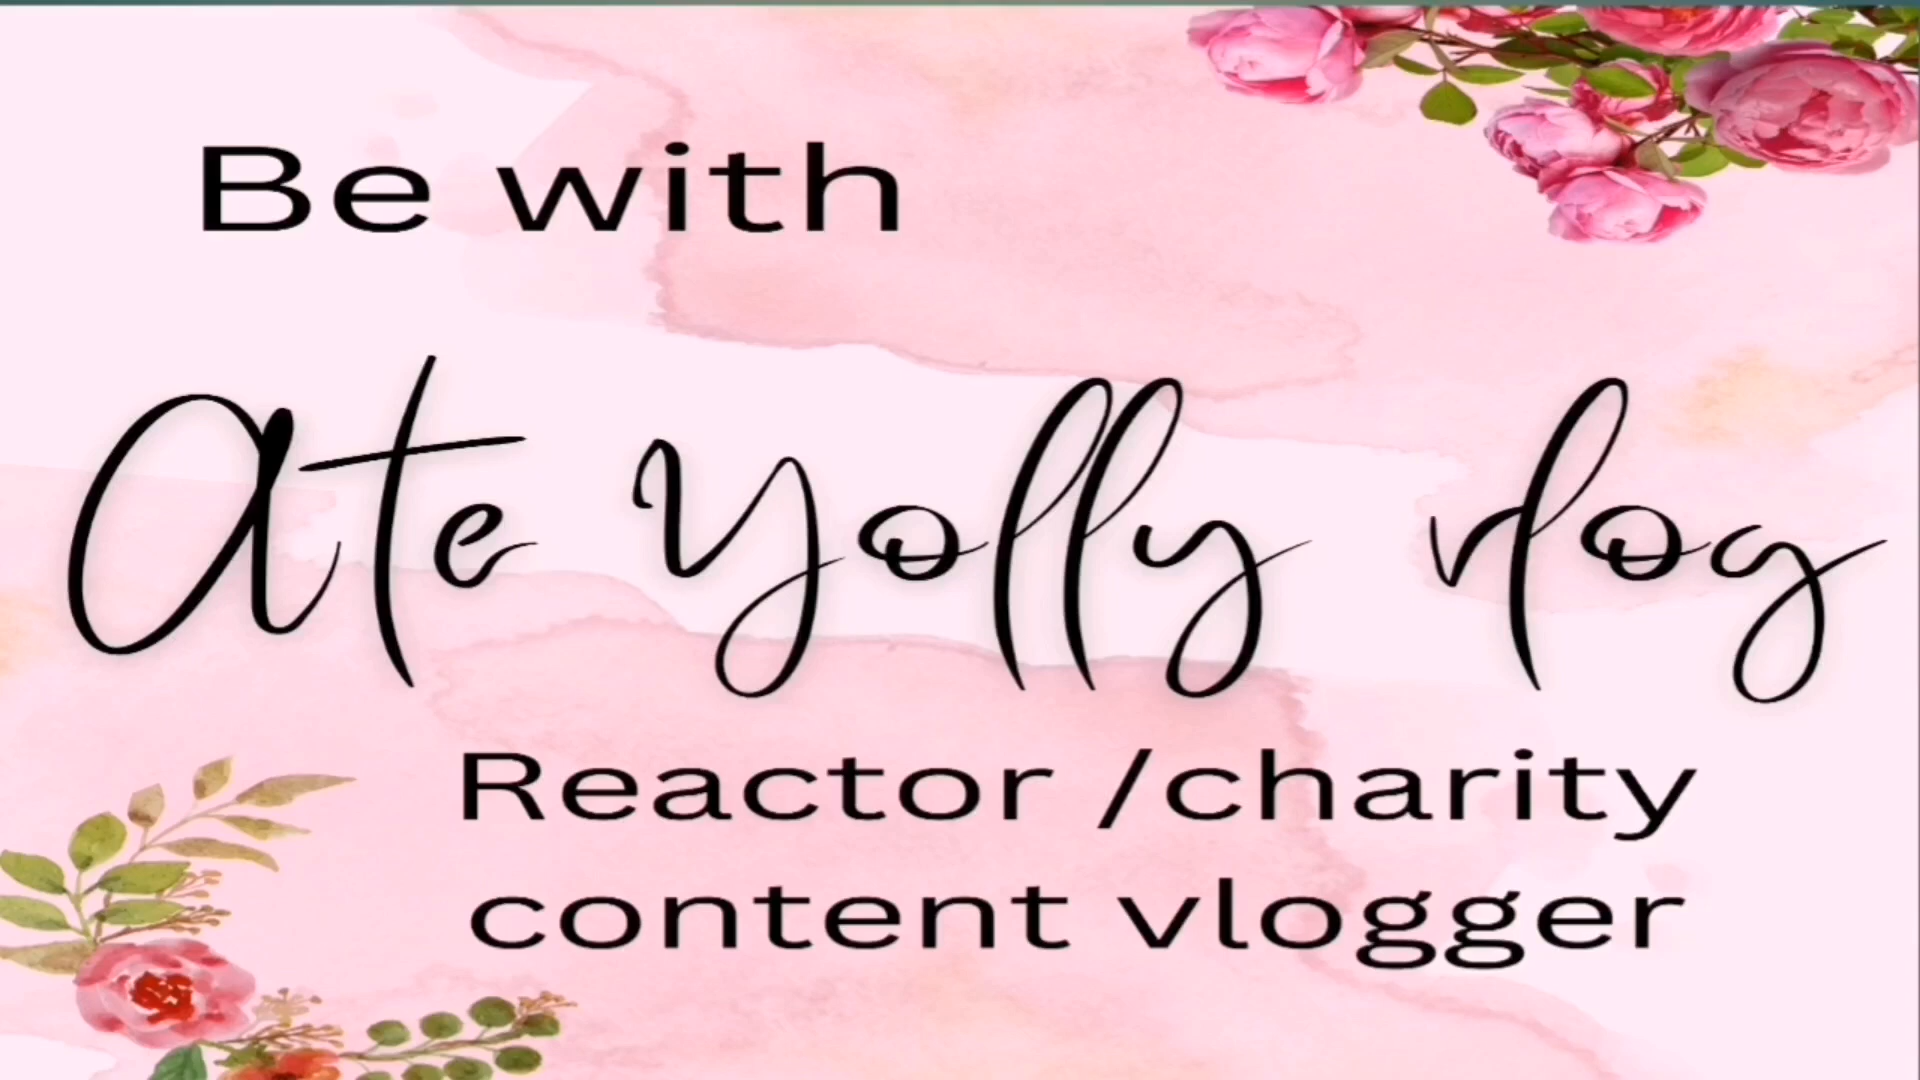 Be with
Ate Yolly vlog
Reactor /charity
content vlogger